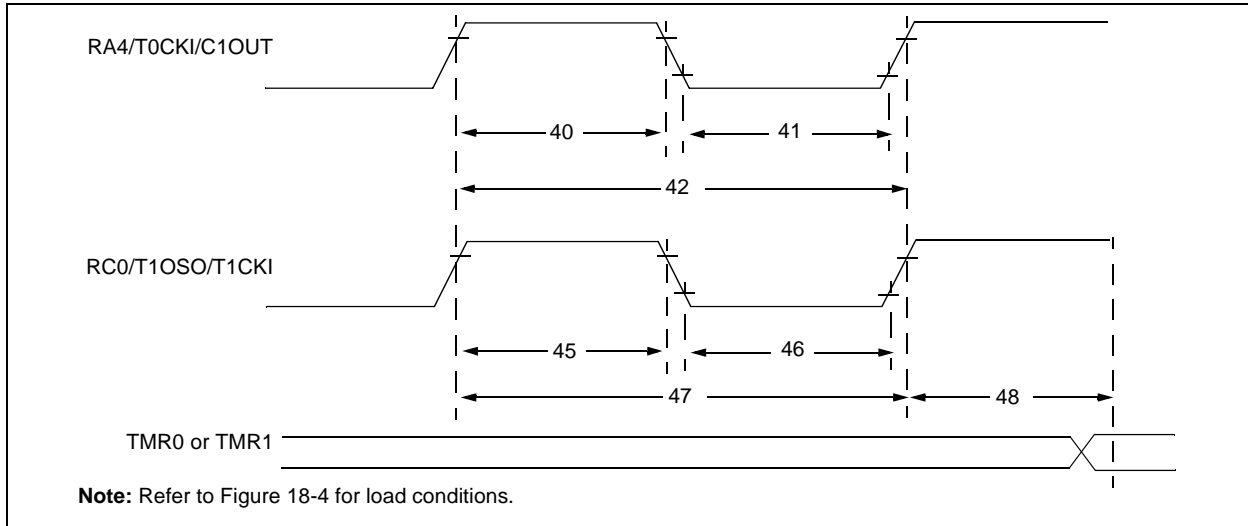 RA4/T0CKI/C1OUT
40
41
42
RC0/T1OSO/T1CKI
45
46
47
48
TMR0 or TMR1
Note: Refer to Figure 18-4 for load conditions.